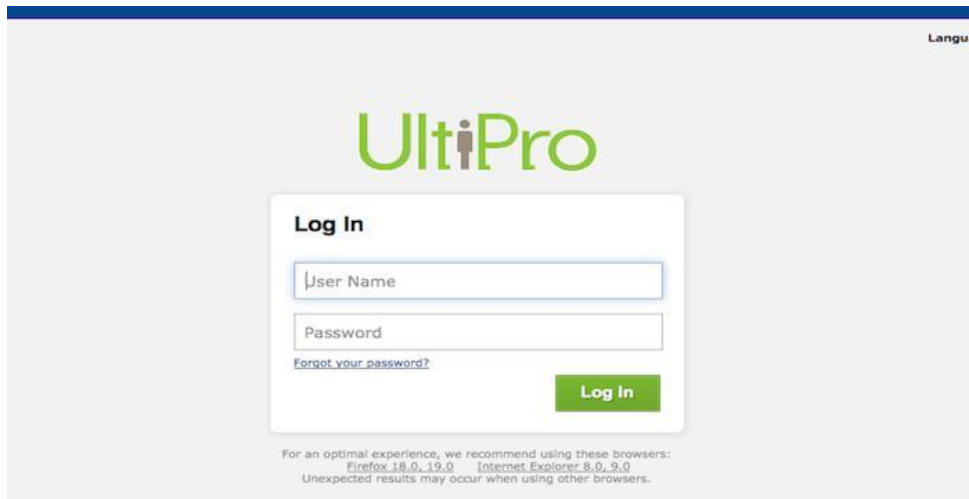 Langu
UltiPro
Log In
User Name
Password
Forgot your password?
Log In
For an optimal experience, we recommend using these browsers:
Firefox 18.0, 19.0 Internet Explorer 8.0, 9.0
Unexpected results may occur when using other browsers.